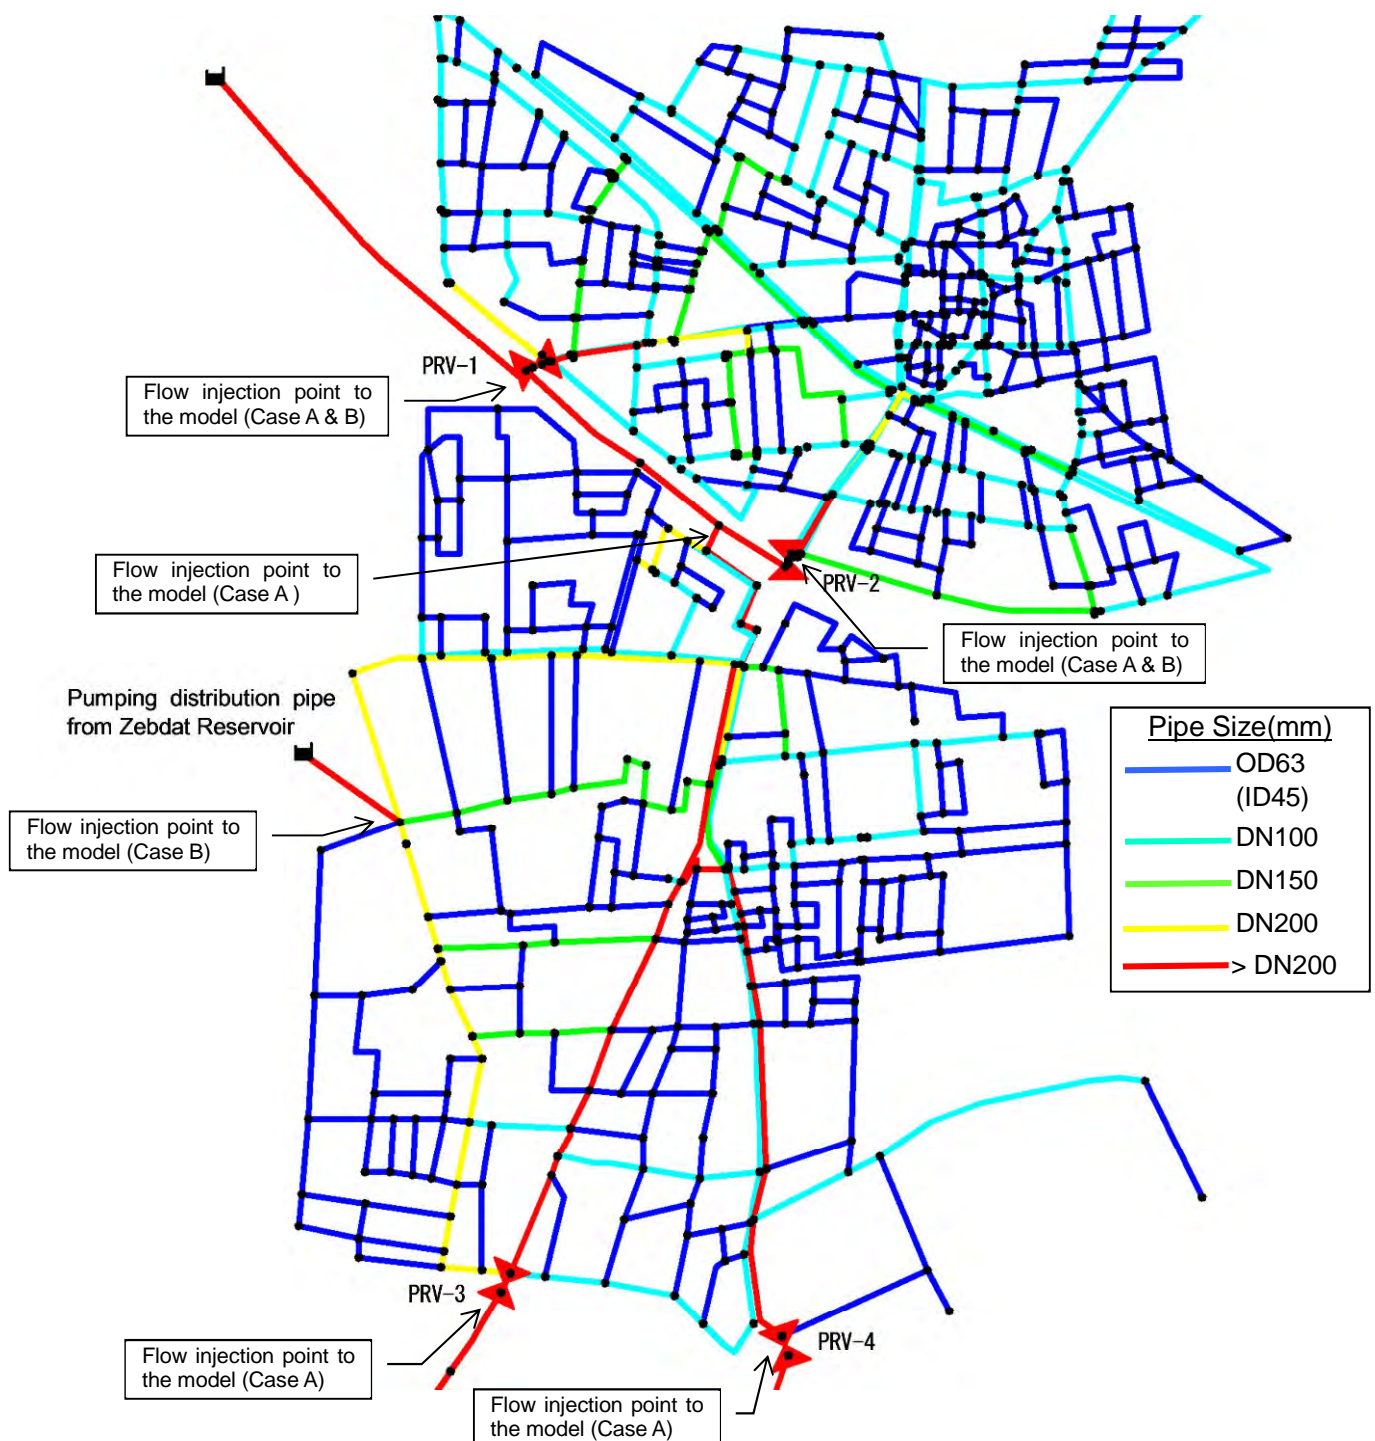 PRV-1
Flow injection point to
the model (Case A & B)
Flow injection point to
the model (Case A )
PRV-2
Flow injection point to
the model (Case A & B)
Pumping distribution pipe
from Zebdat Reservoir
Flow injection point to
the model (Case B)
Pipe Size(mm)
OD63
(ID45)
DN100
DN150
DN200
> DN200
PRV-3
Flow injection point to
the model (Case A)
PRV-4
Flow injection point to
the model (Case A)